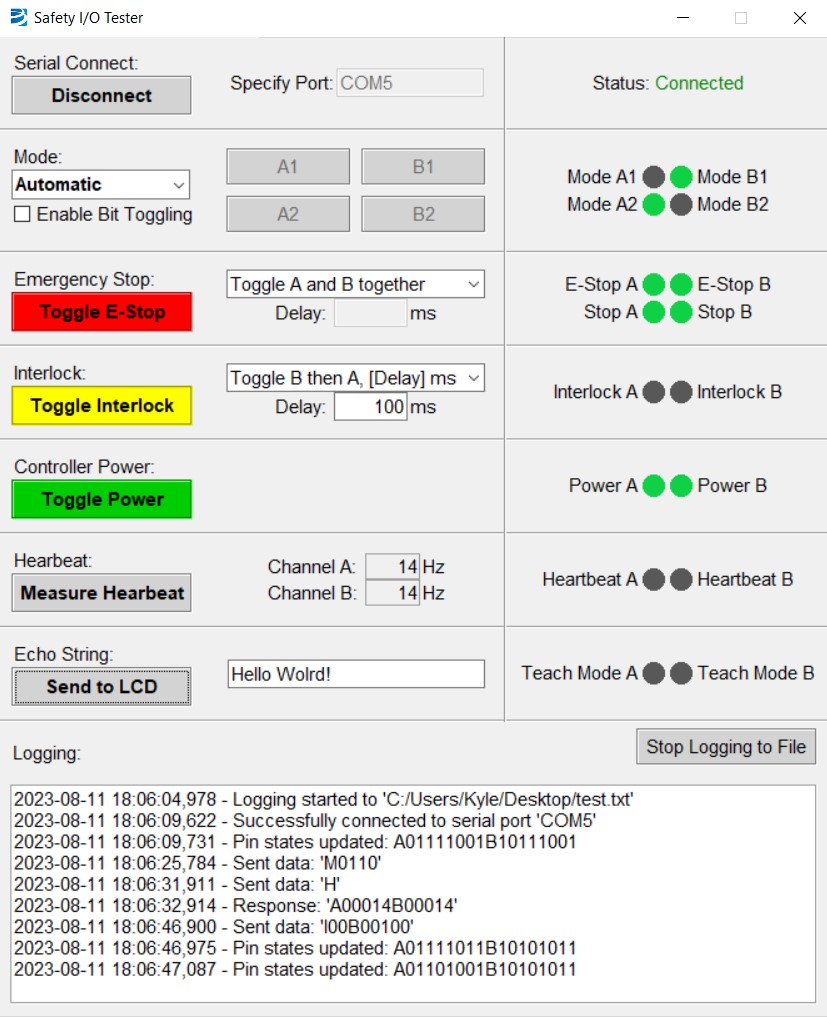 Safety I/O Tester
Serial Connect:
Disconnect
Specify Port: COM5
Status: Connected
Mode:
Automatic
Enable Bit Toggling
A1 B1
A2 B2
Mode A1 Mode B1
Mode A2 Mode B2
Emergency Stop:
Toggle E-Stop
Toggle A and B together
Delay: ms
E-Stop A E-Stop B
Stop A Stop B
Interlock:
Toggle Interlock
Toggle B then A, [Delay] ms
Delay: 100 ms
Interlock A Interlock B
Controller Power:
Toggle Power
Power A Power B
Hearbeat:
Measure Hearbeat
Channel A: 14 Hz
Channel B: 14 Hz
Heartbeat A Heartbeat B
Echo String:
Send to LCD
Hello Wolrd!
Teach Mode A Teach Mode B
Logging:
Stop Logging to File
2023-08-11 18:06:04,978 - Logging started to 'C:/Users/Kyle/Desktop/test.txt'
2023-08-11 18:06:09,622 - Successfully connected to serial port 'COM5'
2023-08-11 18:06:09,731 - Pin states updated: A01111001B10111001
2023-08-11 18:06:25,784 - Sent data: 'M0110'
2023-08-11 18:06:31,911 - Sent data: 'H'
2023-08-11 18:06:32,914 - Response: 'A00014B00014'
2023-08-11 18:06:46,900 - Sent data: 'I00B00100'
2023-08-11 18:06:46,975 - Pin states updated: A01111011B10101011
2023-08-11 18:06:47,087 - Pin states updated: A01101001B10101011